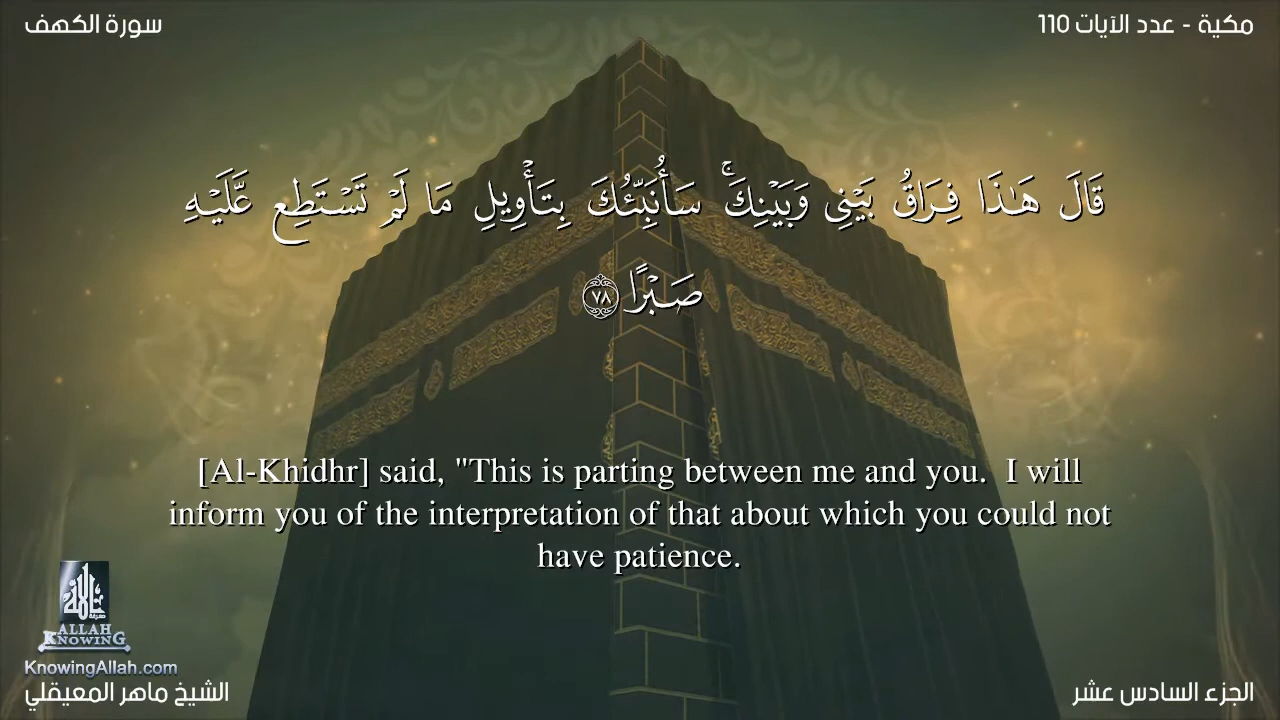 سورة الكهف
مكية - عدد الآيات 110
قَالَ هَـٰذَا فِرَاقُ بَيْنِى وَبَيْنِكَ ۚ سَأُنَبِّئُكَ بِتَأْوِيلِ مَا لَمْ تَسْتَطِع عَّلَيْهِ
صَبْرًا ٧٨
[Al-Khidhr] said, "This is parting between me and you.  I will
inform you of the interpretation of that about which you could not
have patience.
ALLAH
KNOWING
KnowingAllah.com
الشيخ ماهر المعيقلي
الجزء السادس عشر